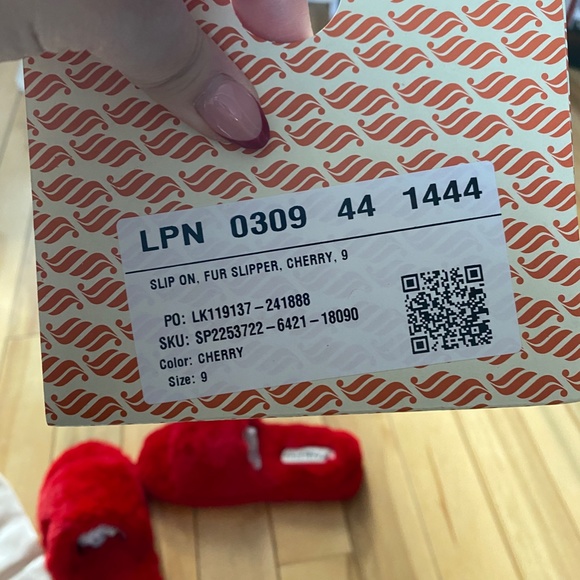 LPN 0309 44 1444
SLIP ON, FUR SLIPPER, CHERRY, 9
PO: LK119137-241888
SKU: SP2253722-6421-18090
Color: CHERRY
Size: 9